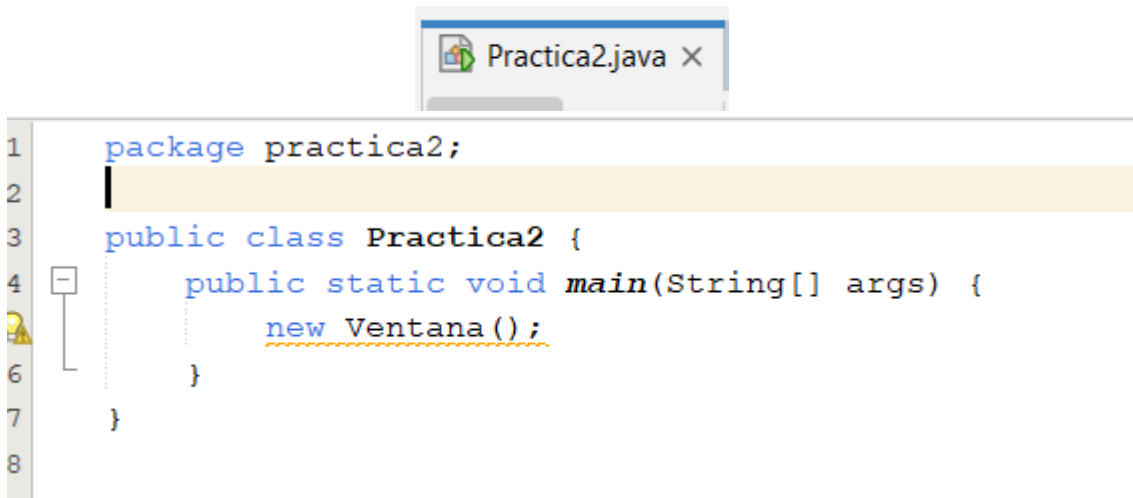 Practica2.java ×
1 package practica2;
2
3 public class Practica2 {
4     public static void main(String[] args) {
        new Ventana();
6     }
7 }
8